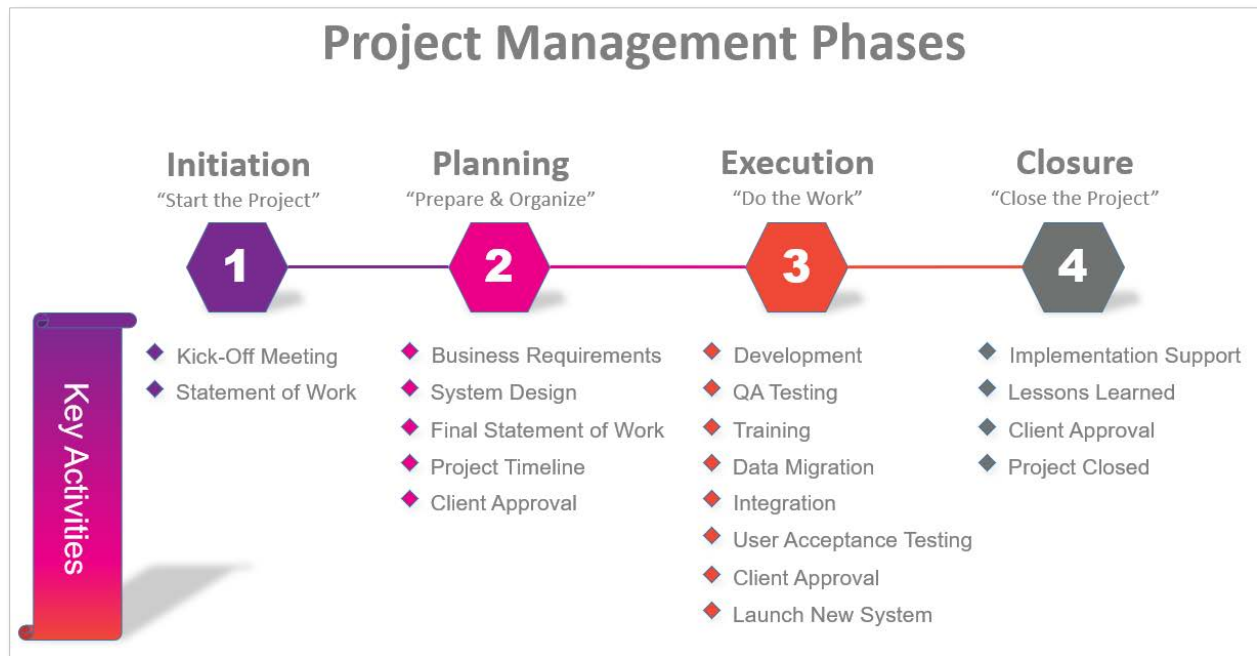 Project Management Phases
Initiation
“Start the Project”
1
Kick-Off Meeting
Statement of Work
Planning
“Prepare & Organize”
2
Business Requirements
System Design
Final Statement of Work
Project Timeline
Client Approval
Execution
“Do the Work”
3
Development
QA Testing
Training
Data Migration
Integration
User Acceptance Testing
Client Approval
Launch New System
Closure
“Close the Project”
4
Implementation Support
Lessons Learned
Client Approval
Project Closed
Key Activities